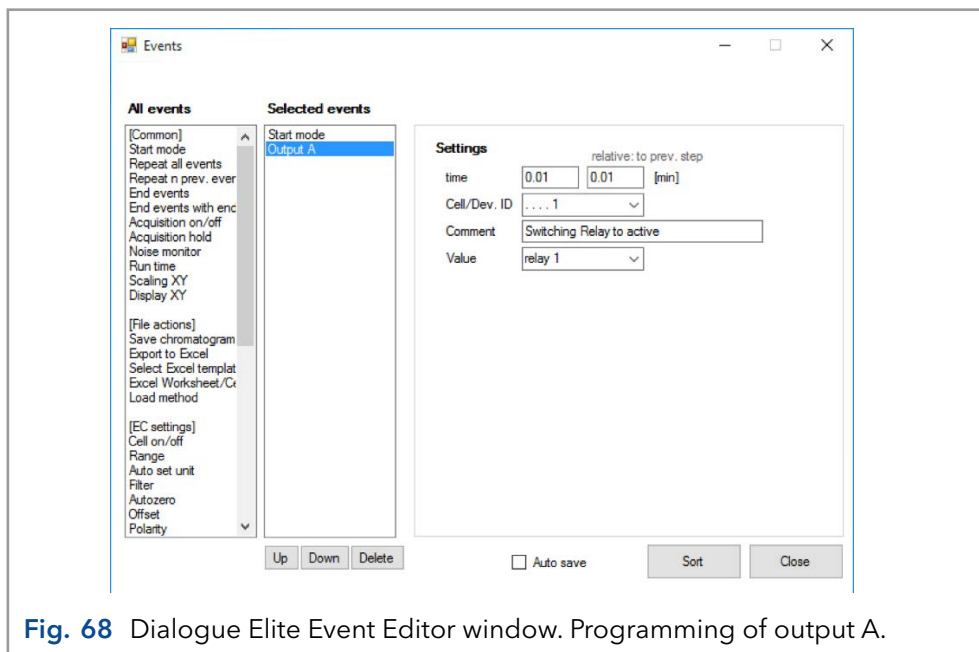 Events
All events
[Common]
Start mode
Repeat all events
Repeat n prev. ever
End events
End events with end
Acquisition on/off
Acquisition hold
Noise monitor
Run time
Scaling XY
Display XY
[File actions]
Save chromatogram
Export to Excel
Select Excel templat
Excel Worksheet/Ce
Load method
[EC settings]
Cell on/off
Range
Auto set unit
Filter
Autozero
Offset
Polarity
Selected events
Start mode
Output A
Up Down Delete
Settings
relative: to prev. step
time 0.01 0.01 [min]
Cell/Dev. ID . . . . 1
Comment Switching Relay to active
Value relay 1
Auto save Sort Close
Fig. 68 Dialogue Elite Event Editor window. Programming of output A.